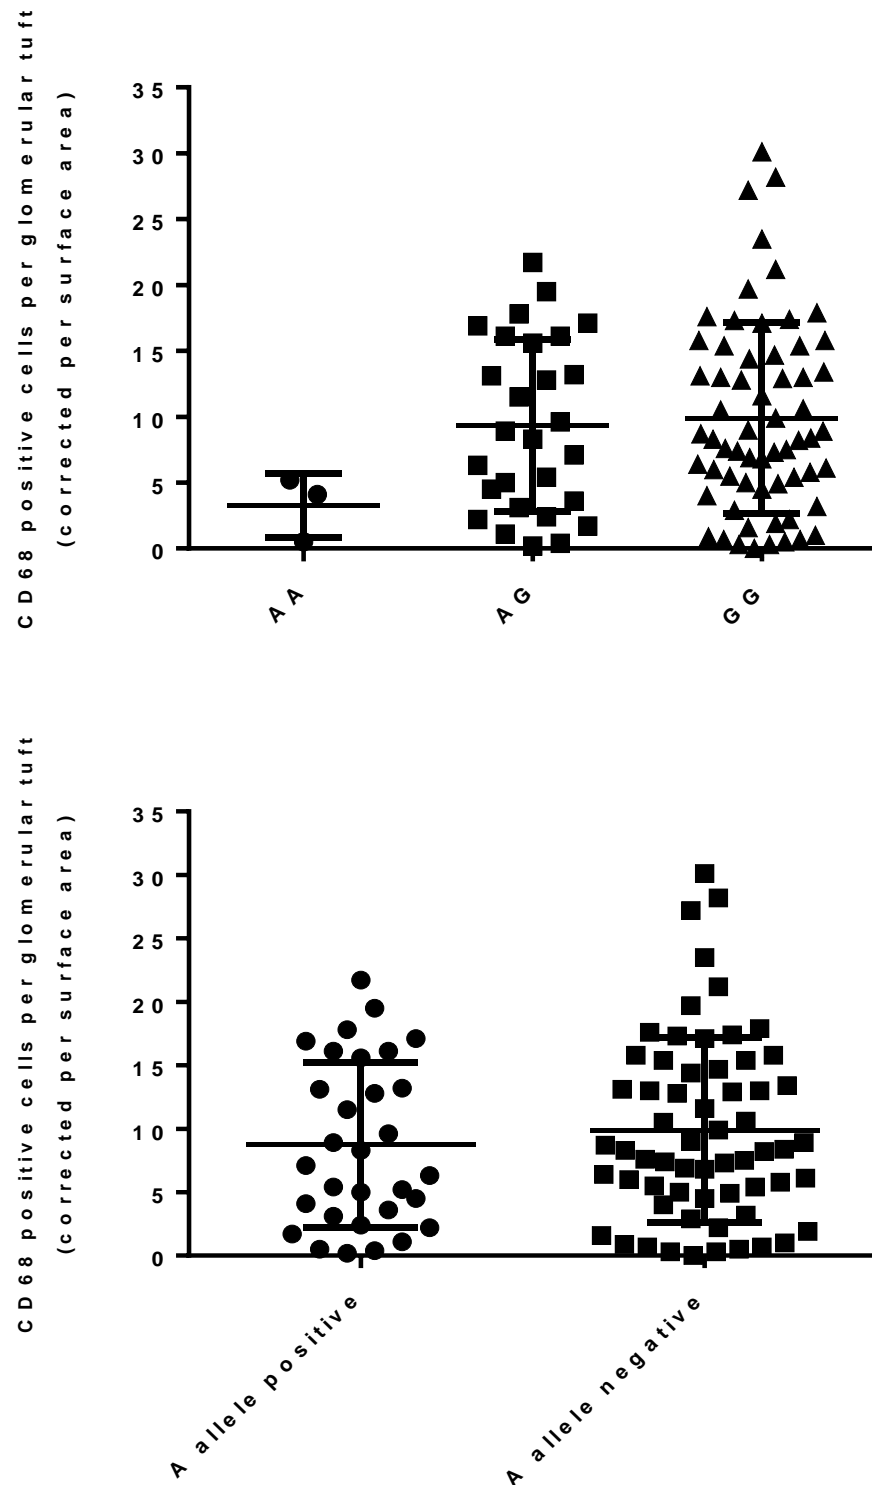 CD68 positive cells per glomerular tuft
(corrected per surface area)
35
30
25
20
15
10
5
0
AA
AG
GG
CD68 positive cells per glomerular tuft
(corrected per surface area)
35
30
25
20
15
10
5
0
A allele positive
A allele negative